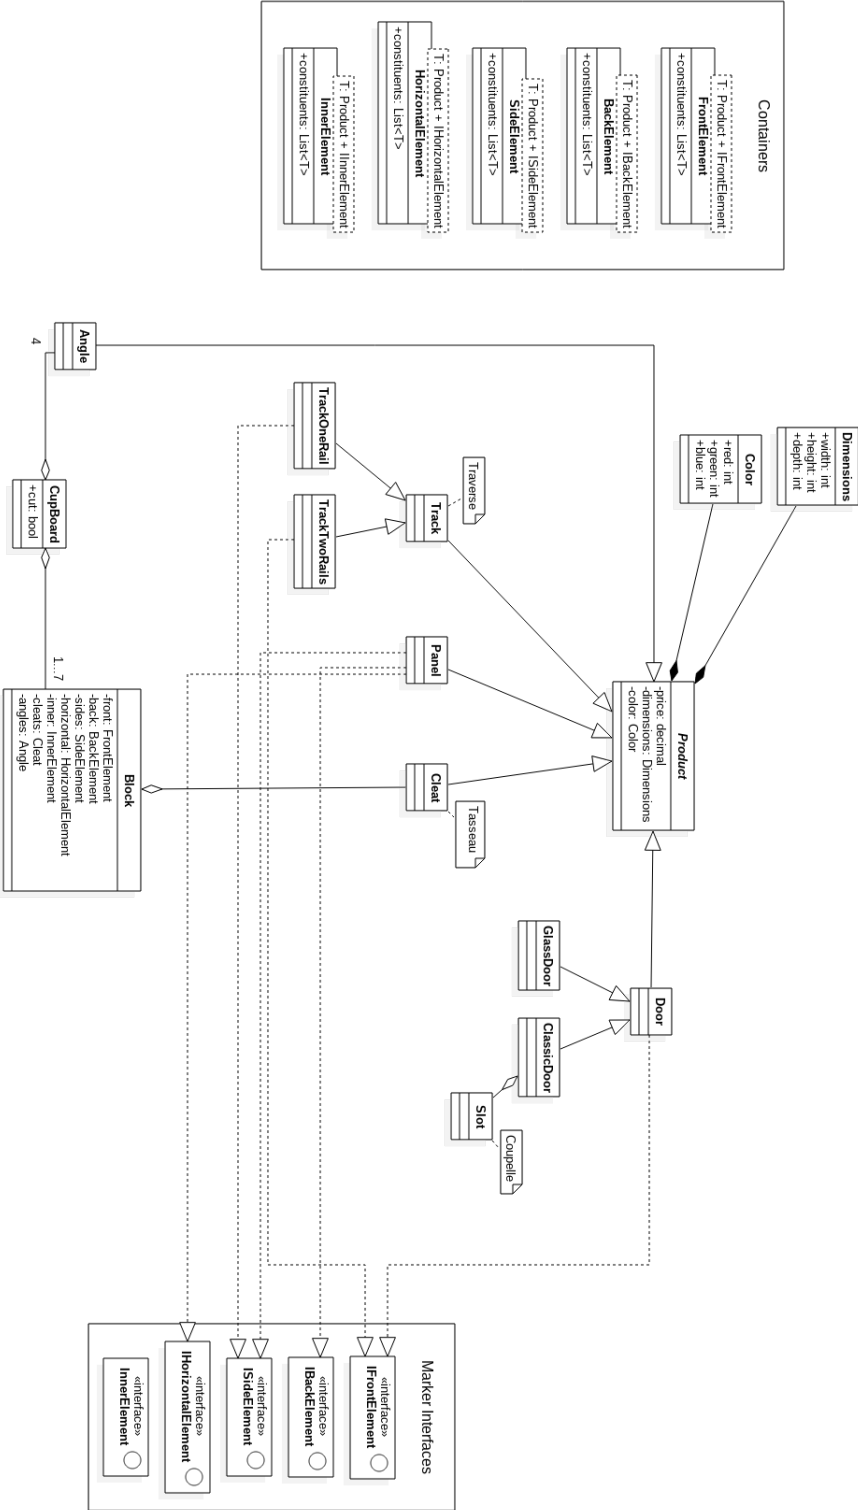 Containers
T: Product + IFrontElement
FrontElement
+constituents: List<T>
T: Product + IBackElement
BackElement
+constituents: List<T>
T: Product + ISideElement
SideElement
+constituents: List<T>
T: Product + IHorizontalElement
HorizontalElement
+constituents: List<T>
T: Product + IInnerElement
InnerElement
+constituents: List<T>
Dimensions
+width: int
+height: int
+depth: int
Color
+red: int
+green: int
+blue: int
Product
-price: decimal
-dimensions: Dimensions
-color: Color
Door
GlassDoor
ClassicDoor
Slot
Coupelle
Traverse
Track
TrackOneRail
TrackTwoRails
Panel
Cleat
Tasseau
Angle
4
CupBoard
+cut: bool
1...7
Block
-front: FrontElement
-back: BackElement
-sides: SideElement
-horizontal: HorizontalElement
-inner: InnerElement
-cleats: Cleat
-angles: Angle
Marker Interfaces
«interface»
IFrontElement
«interface»
IBackElement
«interface»
ISideElement
«interface»
IHorizontalElement
«interface»
InnerElement